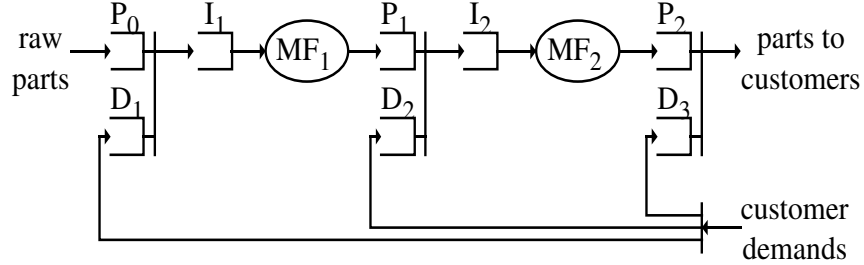 raw
parts
P0
I1
MF1
P1
I2
MF2
P2
parts to
customers
D1
D2
D3
customer
demands